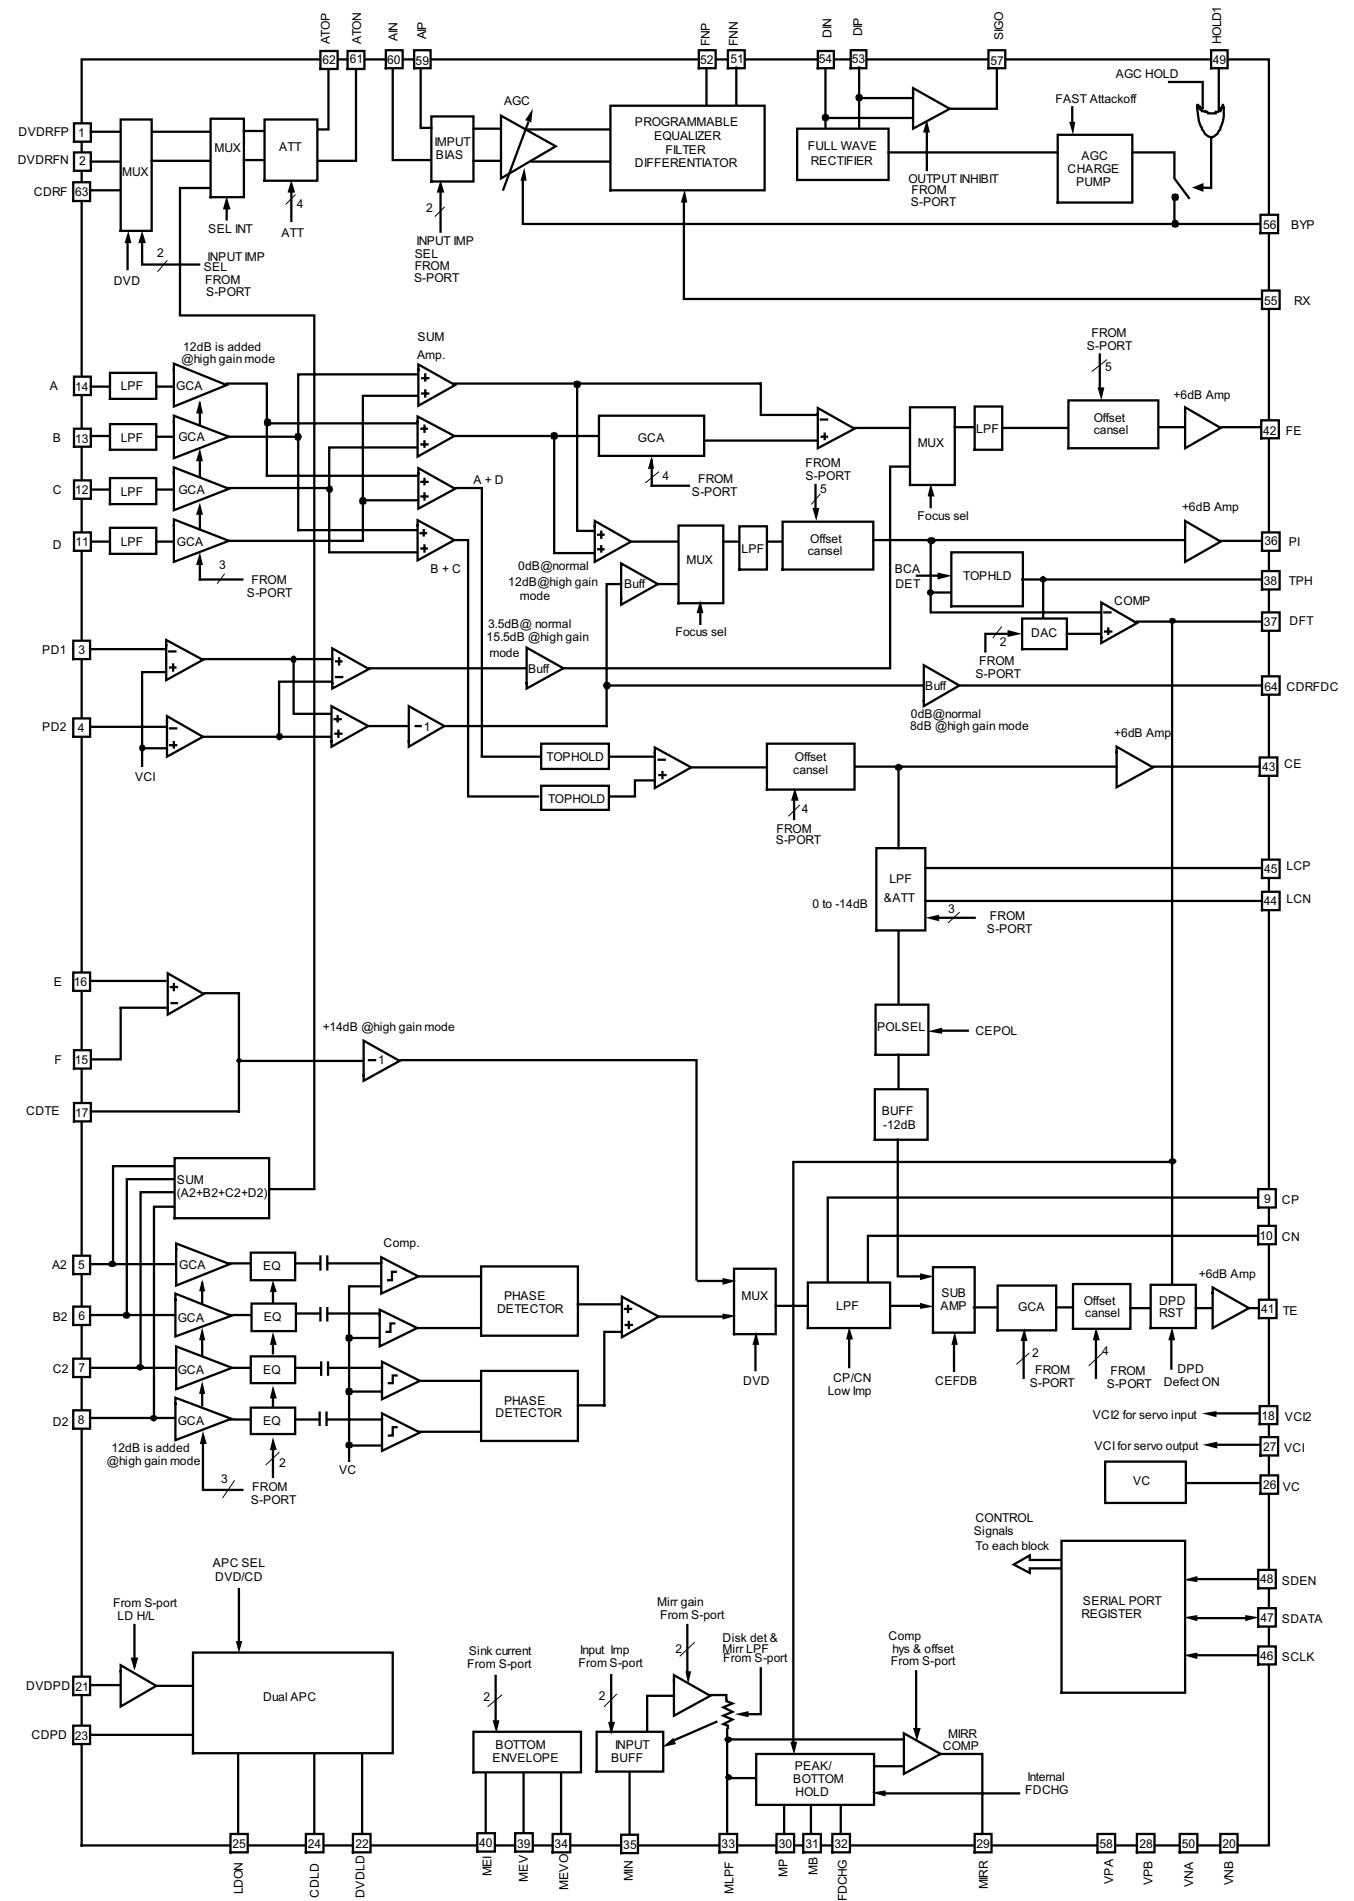 ATOP
ATON
AIN
AIP
FNP
FNN
DIN
DIP
SIGO
HOLD1
62
61
60
59
52
51
54
53
57
49
AGC HOLD
AGC
FAST Attackoff
DVDRFP
1
DVDRFN
2
CDRF
63
MUX
MUX
ATT
IMPUT
BIAS
PROGRAMMABLE
EQUALIZER
FILTER
DIFFERENTIATOR
FULL WAVE
RECTIFIER
AGC
CHARGE
PUMP
OUTPUT INHIBIT
FROM
S-PORT
4
SEL INT
ATT
2
INPUT IMP
SEL
FROM
S-PORT
DVD
2
INPUT IMP
SEL
FROM
S-PORT
56
BYP
55
RX
12dB is added
@high gain mode
SUM
Amp.
FROM
S-PORT
5
A
14
LPF
GCA
+
+
+6dB Amp
B
13
LPF
GCA
+
+
GCA
−
+
MUX
LPF
Offset
cansel
42
FE
4
FROM
S-PORT
FROM
S-PORT
5
Focus sel
C
12
LPF
GCA
+
+
A + D
D
11
LPF
GCA
+
+
B + C
3
FROM
S-PORT
+
+
0dB@normal
12dB@high gain
mode
MUX
LPF
Offset
cansel
+6dB Amp
36
PI
Buff
Focus sel
BCA
DET
TOPHLD
38
TPH
COMP
−
+
DAC
2
FROM
S-PORT
37
DFT
3.5dB@ normal
15.5dB@high gain
mode
Buff
PD1
3
−
+
+
−
PD2
4
−
+
+
+
−1
VCI
Buff
0dB@normal
8dB @high gain mode
64
CDRFDC
TOPHOLD
TOPHOLD
−
+
Offset
cansel
4
FROM
S-PORT
+6dB Amp
43
CE
LPF
&ATT
0 to -14dB
3
FROM
S-PORT
45
LCP
44
LCN
E
16
+
−
F
15
+14dB @high gain mode
−1
CDTE
17
POLSEL
CEPOL
BUFF
-12dB
SUM
(A2+B2+C2+D2)
9
CP
10
CN
A2
5
GCA
EQ
Comp.
B2
6
GCA
EQ
PHASE
DETECTOR
C2
7
GCA
EQ
D2
8
GCA
EQ
PHASE
DETECTOR
+
+
12dB is added
@high gain mode
3
2
FROM
S-PORT
VC
MUX
DVD
LPF
CP/CN
Low Imp
SUB
AMP
CEFDB
GCA
2
FROM
S-PORT
Offset
cansel
4
FROM
S-PORT
DPD
RST
DPD
Defect ON
+6dB Amp
41
TE
VCI2 for servo input
18
VCI2
VCI for servo output
27
VCI
VC
26
VC
CONTROL
Signals
To each block
SERIAL PORT
REGISTER
48
SDEN
47
SDATA
46
SCLK
APC SEL
DVD/CD
From S-port
LD H/L
DVDPD
21
CDPD
23
Dual APC
Sink current
From S-port
2
BOTTOM
ENVELOPE
Input Imp
From S-port
2
INPUT
BUFF
Mirr gain
From S-port
2
Disk det &
Mirr LPF
From S-port
Comp
hys & offset
From S-port
MIRR
COMP
PEAK/
BOTTOM
HOLD
Internal
FDCHG
25
24
22
40
39
34
35
33
30
31
32
29
58
28
50
20
LDON
CDLD
DVDLD
MEI
MEV
MEVO
MIN
MLPF
MP
MB
FDCHG
MIRR
VPA
VPB
VNA
VNB